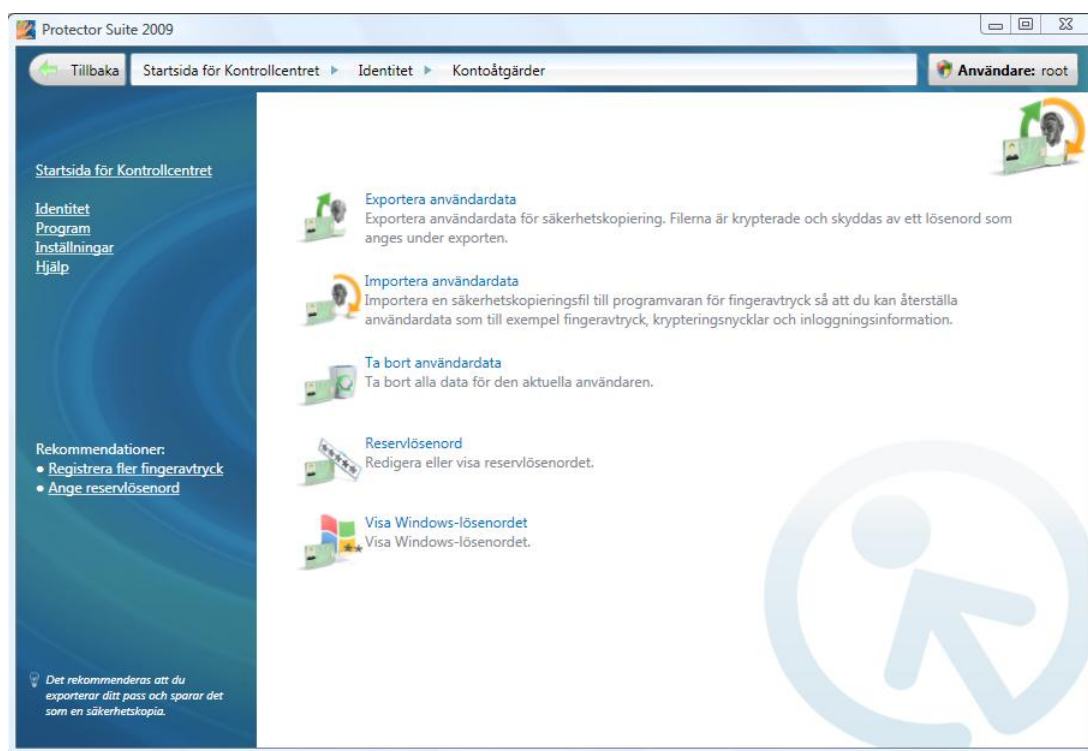 Protector Suite 2009
Tillbaka
Startsida för Kontrollcentret
Identitet
Kontoåtgärder
Användare: root
Startsida för Kontrollcentret
Identitet
Program
Inställningar
Hjälp
Rekommendationer:
• Registrera fler fingeravtryck
• Ange reservlösenord
Det rekommenderas att du
exporterar ditt pass och sparar det
som en säkerhetskopia.
Exportera användardata
Exportera användardata för säkerhetskopiering. Filerna är krypterade och skyddas av ett lösenord som
anges under exporten.
Importera användardata
Importera en säkerhetskopieringsfil till programvaran för fingeravtryck så att du kan återställa
användardata som till exempel fingeravtryck, krypteringsnycklar och inloggningsinformation.
Ta bort användardata
Ta bort alla data för den aktuella användaren.
Reservlösenord
Redigera eller visa reservlösenordet.
Visa Windows-lösenordet
Visa Windows-lösenordet.